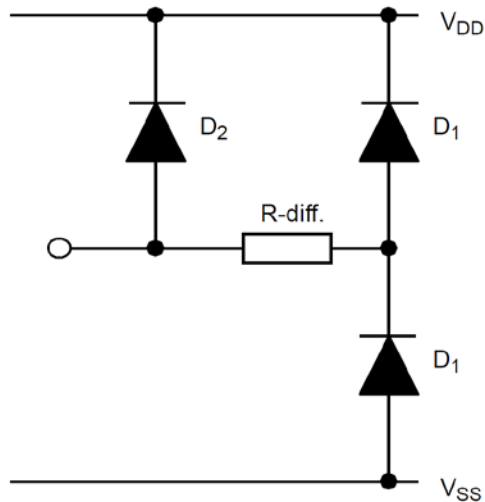 V_DD
D_2
D_1
R-diff.
D_1
V_SS